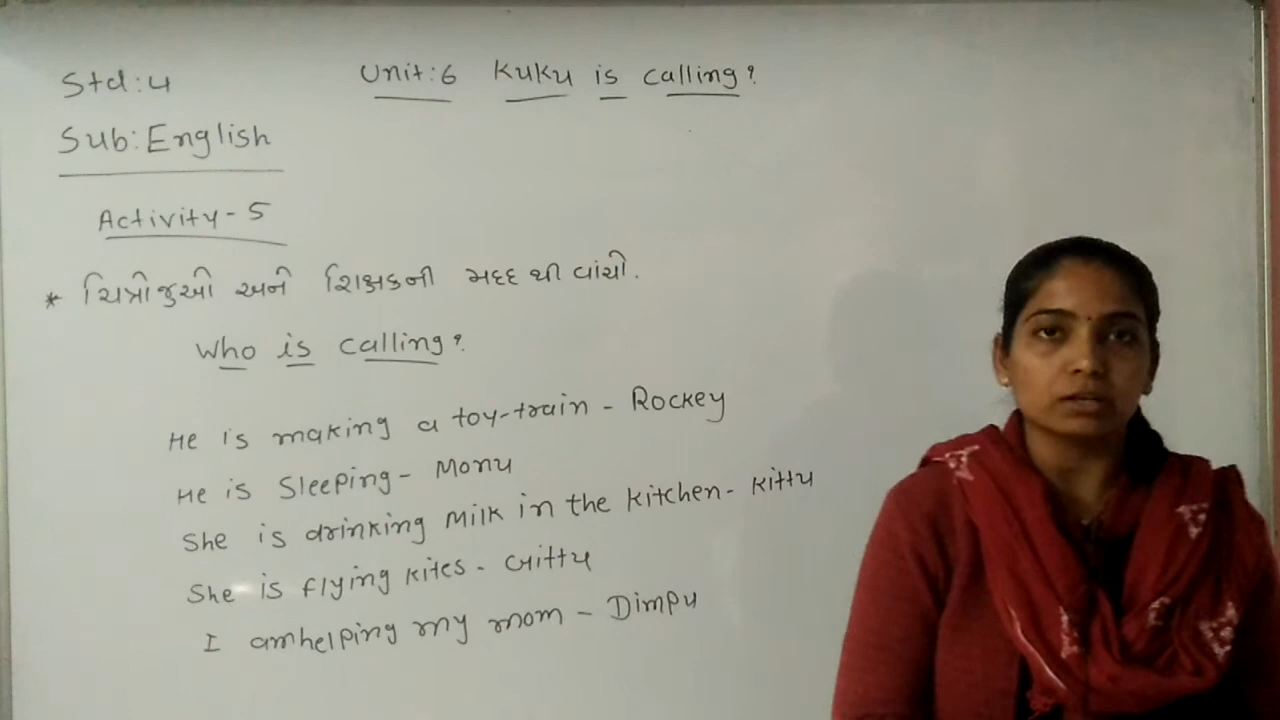 Std:4
Unit:6 Kuku is calling?
Sub:English
Activity-5
* ચિત્રો જુઓ અને શિક્ષકની મદદ થી વાંચો.
Who is calling?
He is making a toy-train - Rockey
He is sleeping - Monu
She is drinking milk in the kitchen - Kittu
She is flying kites - Gittu
I am helping my mom - Dimpu